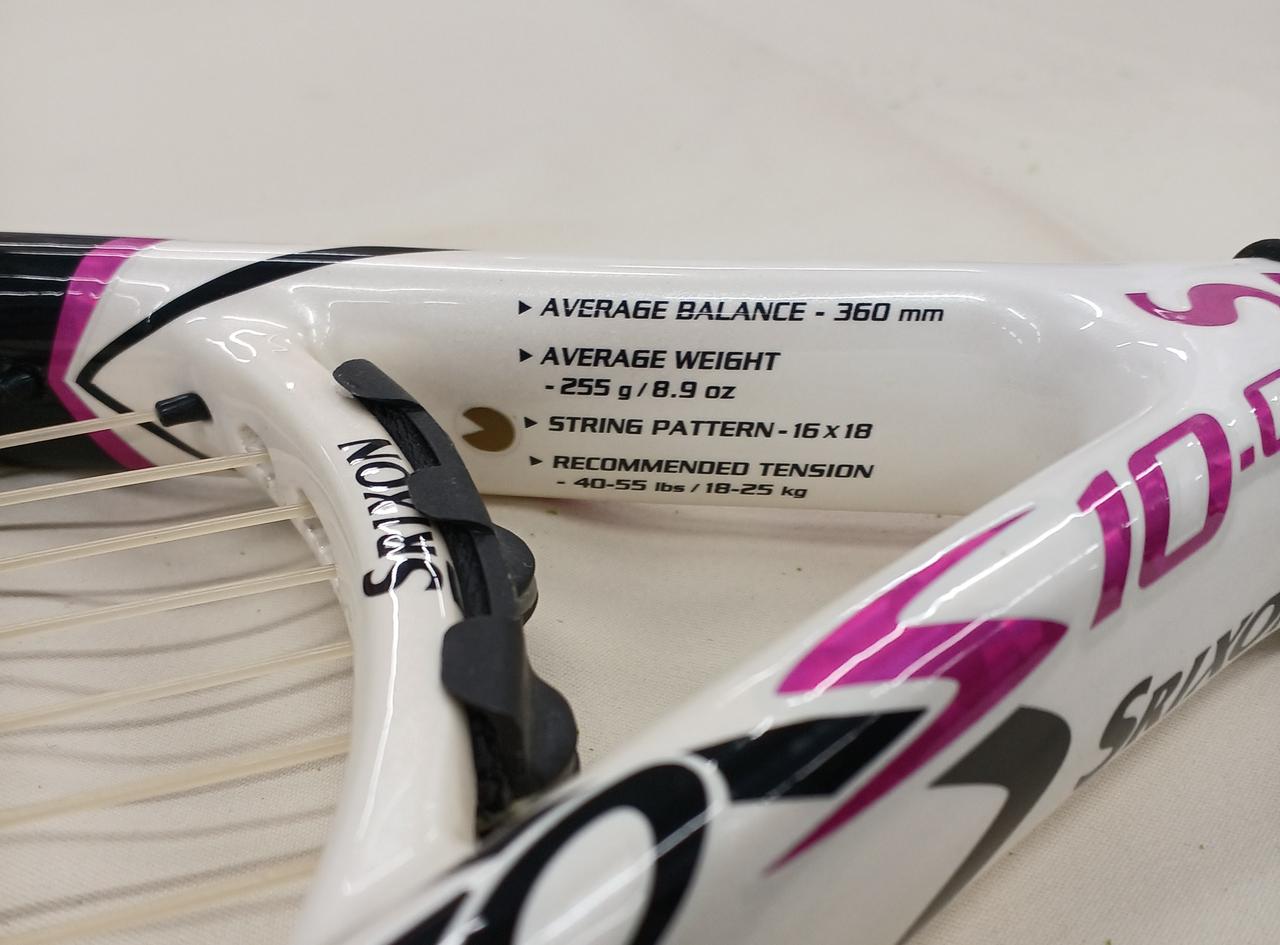 ▶ AVERAGE BALANCE - 360 mm
▶ AVERAGE WEIGHT
- 255 g / 8.9 oz
▶ STRING PATTERN - 16 x 18
▶ RECOMMENDED TENSION
- 40-55 lbs / 18-25 kg
SRIXON
SRIXON